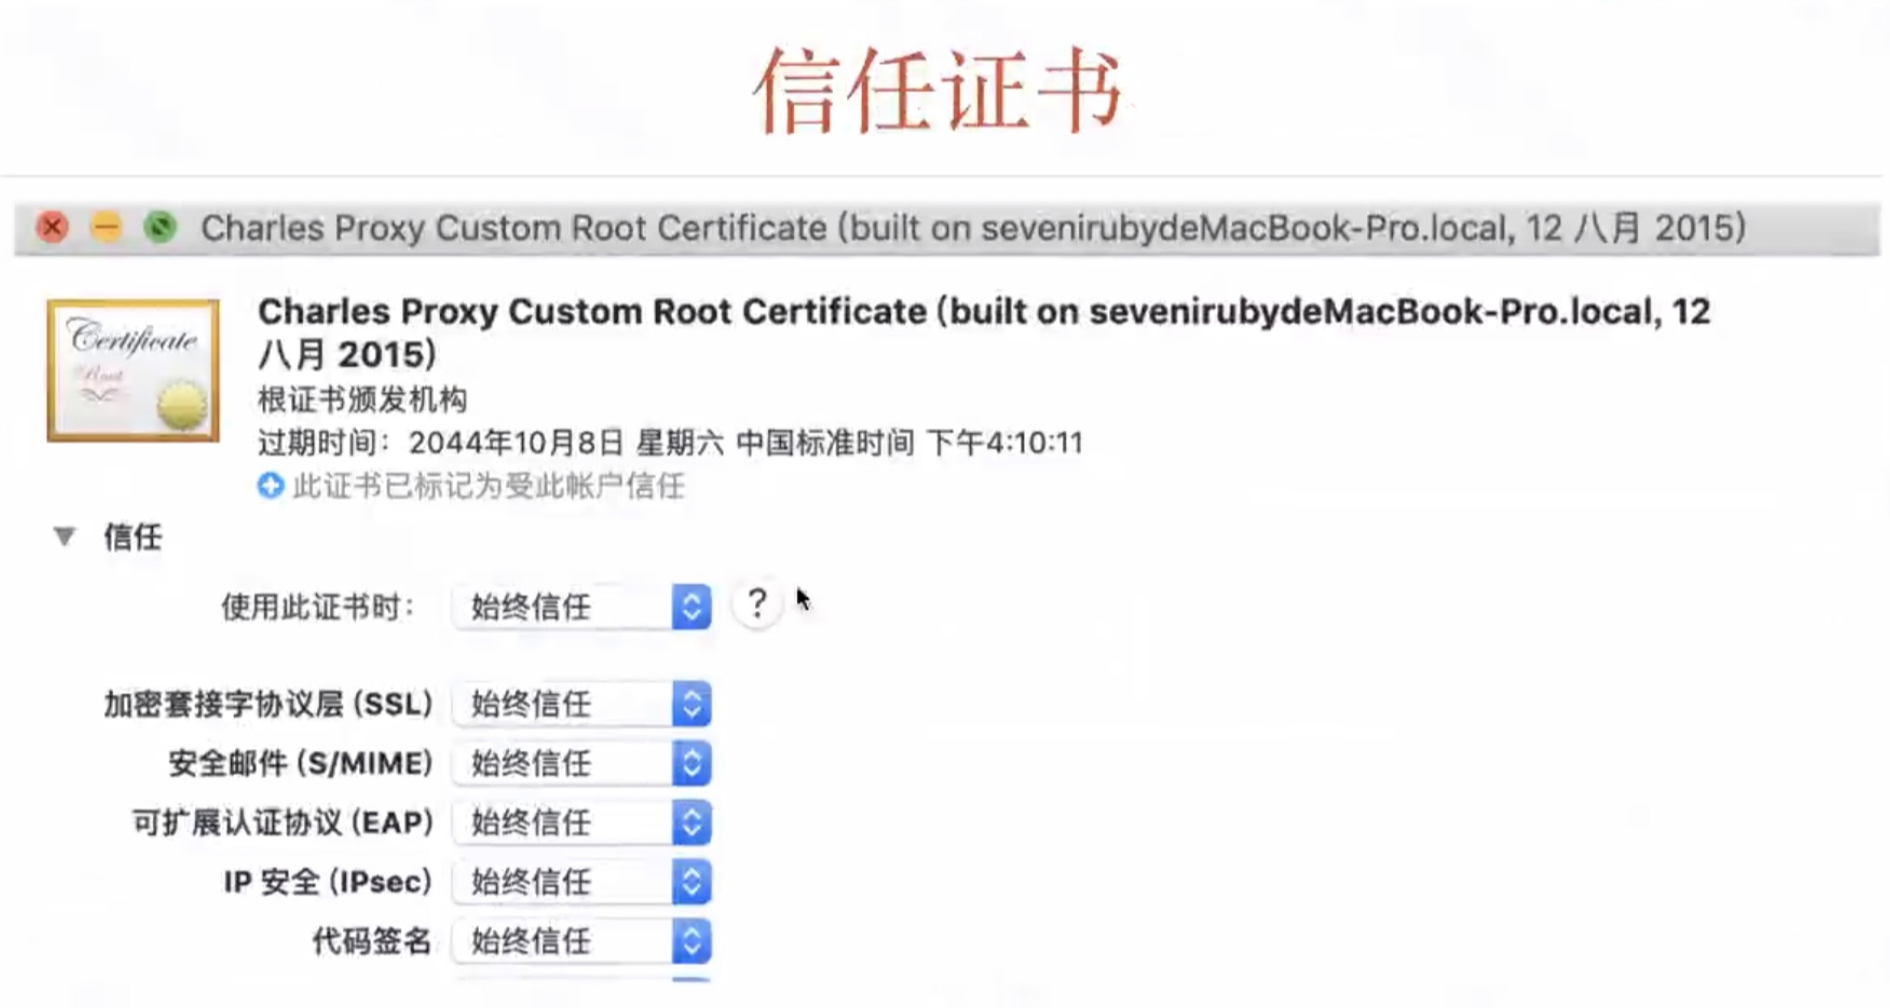 信任证书
Charles Proxy Custom Root Certificate (built on sevenirubydeMacBook-Pro.local, 12 八月 2015)
Certificate
Root
Charles Proxy Custom Root Certificate (built on sevenirubydeMacBook-Pro.local, 12
八月 2015)
根证书颁发机构
过期时间：2044年10月8日 星期六 中国标准时间 下午4:10:11
此证书已标记为受此帐户信任
信任
使用此证书时： 始终信任 ?
加密套接字协议层 (SSL) 始终信任
安全邮件 (S/MIME) 始终信任
可扩展认证协议 (EAP) 始终信任
IP 安全 (IPsec) 始终信任
代码签名 始终信任